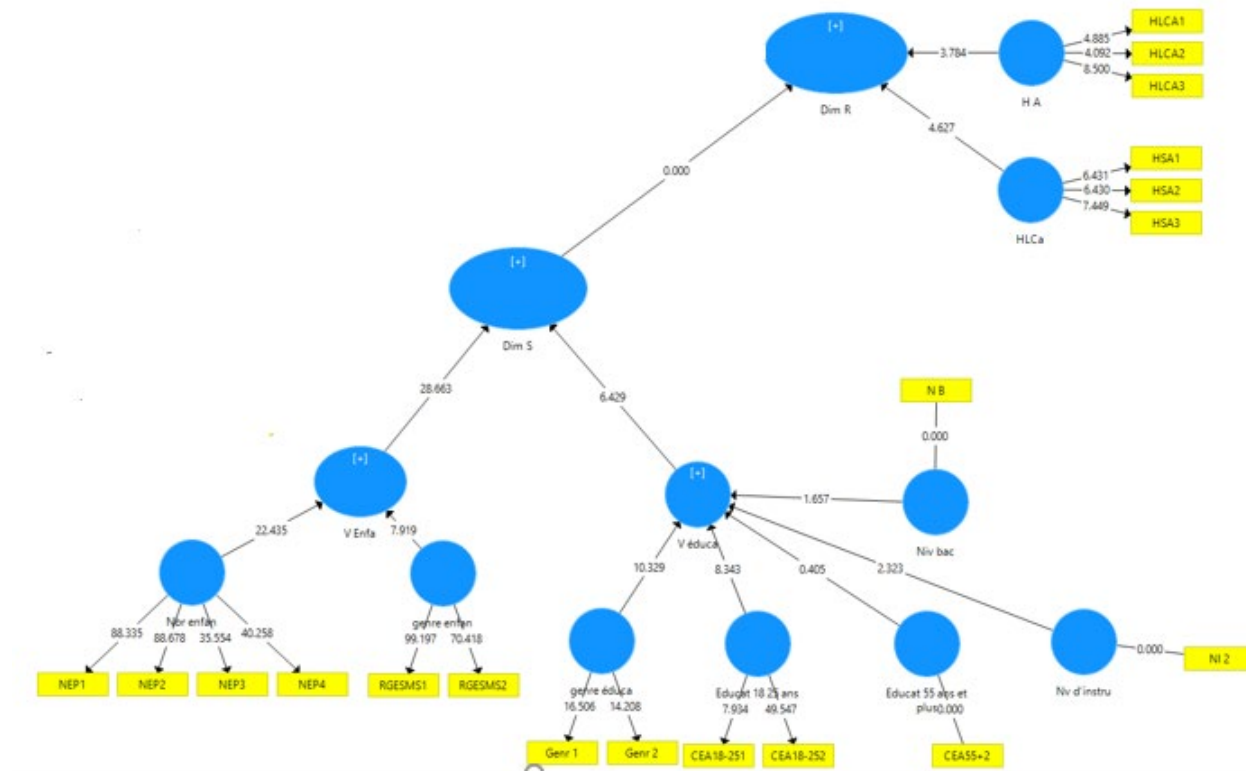 [+]
Dim R
3.784
H A
4.885
4.092
8.500
HLCA1
HLCA2
HLCA3
4.627
HLCa
6.431
6.430
7.449
HSA1
HSA2
HSA3
0.000
[+]
Dim S
28.663
6.429
N B
0.000
Niv bac
1.657
[+]
V Enfa
[+]
V éduca
22.435
7.919
10.329
8.343
0.405
2.323
Nbr enfan
88.335
88.678
35.554
40.258
NEP1
NEP2
NEP3
NEP4
genre enfan
99.197
70.418
RGESMS1
RGESMS2
genre éduca
16.506
14.208
Genr 1
Genr 2
Educat 18 25 ans
7.934
49.547
CEA18-251
CEA18-252
Educat 55 ans et
plus
0.000
CEA55+2
Nv d'instru
0.000
NI 2